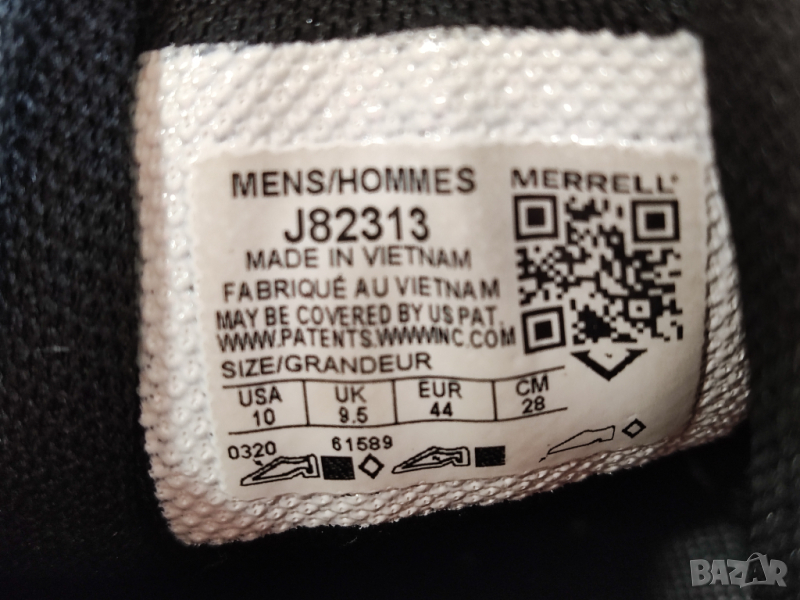 MENS/HOMMES
MERRELL®
J82313
MADE IN VIETNAM
FABRIQUÉ AU VIETNAM
MAY BE COVERED BY US PAT.
WWW.PATENTS.WWWINC.COM
SIZE/GRANDEUR
USA UK EUR CM
10 9.5 44 28
0320 61589
BAZAR